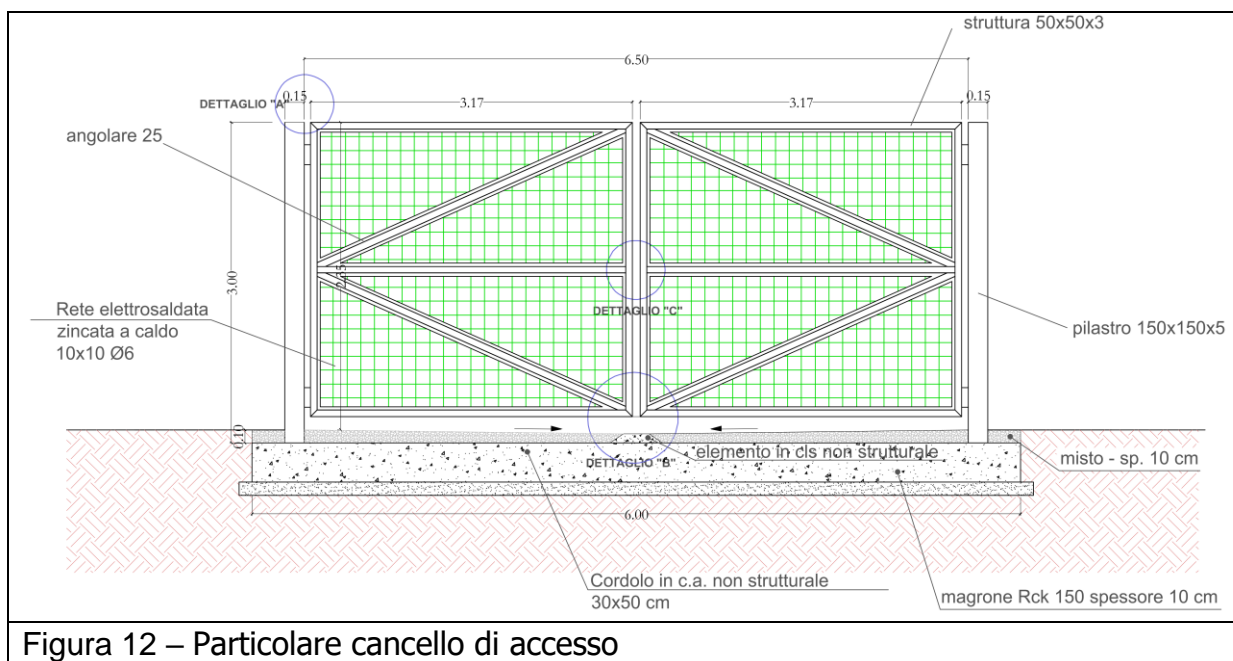 struttura 50x50x3
6.50
0.15
0.15
DETTAGLIO "A"
3.17
3.17
angolare 25
3.00
Rete elettrosaldata
zincata a caldo
10x10 Ø6
DETTAGLIO "C"
pilastro 150x150x5
0.10
elemento in cls non strutturale
DETTAGLIO "B"
misto - sp. 10 cm
6.00
Cordolo in c.a. non strutturale
30x50 cm
magrone Rck 150 spessore 10 cm
Figura 12 – Particolare cancello di accesso